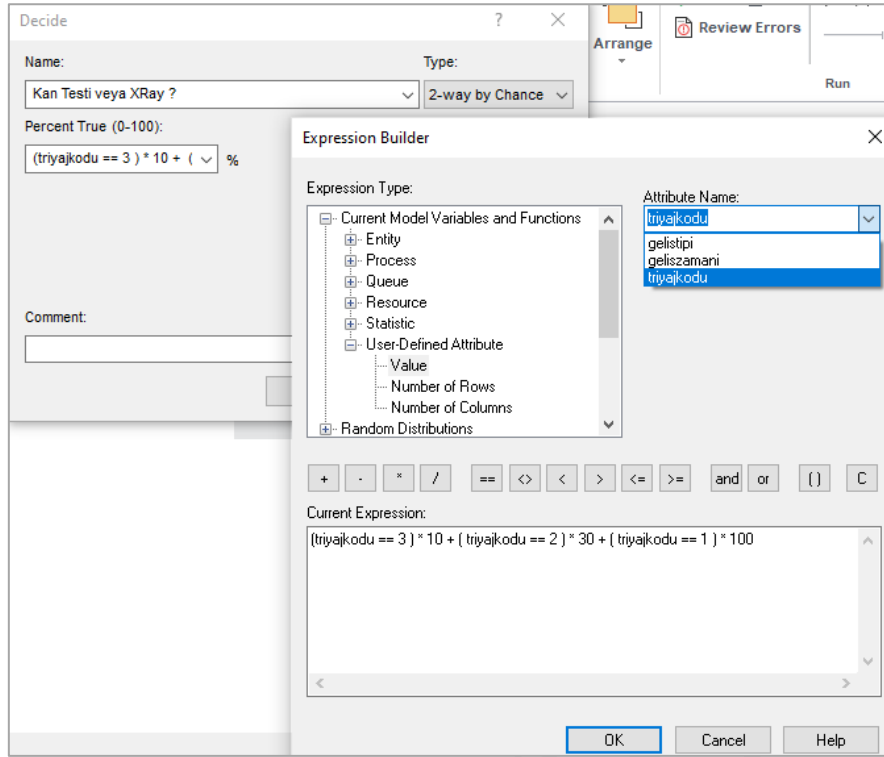 Decide
?
Name:
Type:
Kan Testi veya XRay ?
2-way by Chance
Percent True (0-100):
(triyajkodu == 3 ) * 10 + (
%
Comment:
Arrange
Review Errors
Run
Expression Builder
Expression Type:
Attribute Name:
Current Model Variables and Functions
Entity
Process
Queue
Resource
Statistic
User-Defined Attribute
Value
Number of Rows
Number of Columns
Random Distributions
triyajkodu
gelistipi
geliszamani
triyajkodu
+ - * / == <> < > <= >= and or ( ) C
Current Expression:
(triyajkodu == 3 ) * 10 + ( triyajkodu == 2 ) * 30 + ( triyajkodu == 1 ) * 100
OK Cancel Help